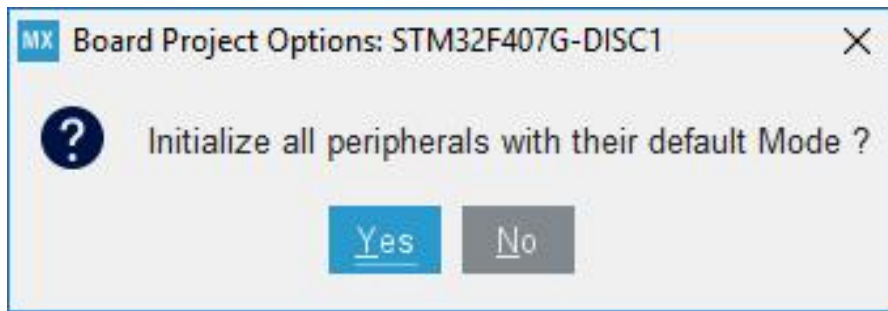 MX Board Project Options: STM32F407G-DISC1
? Initialize all peripherals with their default Mode ?
Yes No